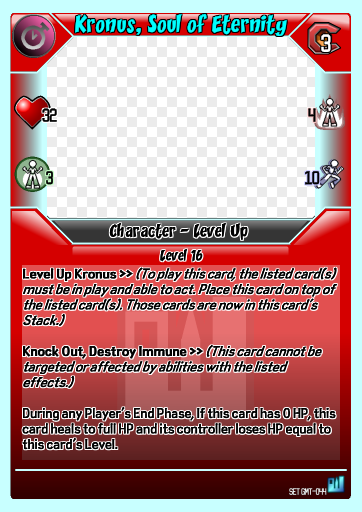 Kronus, Soul of Eternity
3
32
4
3
10
Character - Level Up
Level 16
Level Up Kronus >> (To play this card, the listed card(s)
must be in play and able to act. Place this card on top of
the listed card(s). Those cards are now in this card's
Stack.)
Knock Out, Destroy Immune >> (This card cannot be
targeted or affected by abilities with the listed
effects.)
During any Player's End Phase, If this card has 0 HP, this
card heals to full HP and its controller loses HP equal to
this card's Level.
SET GMT-044